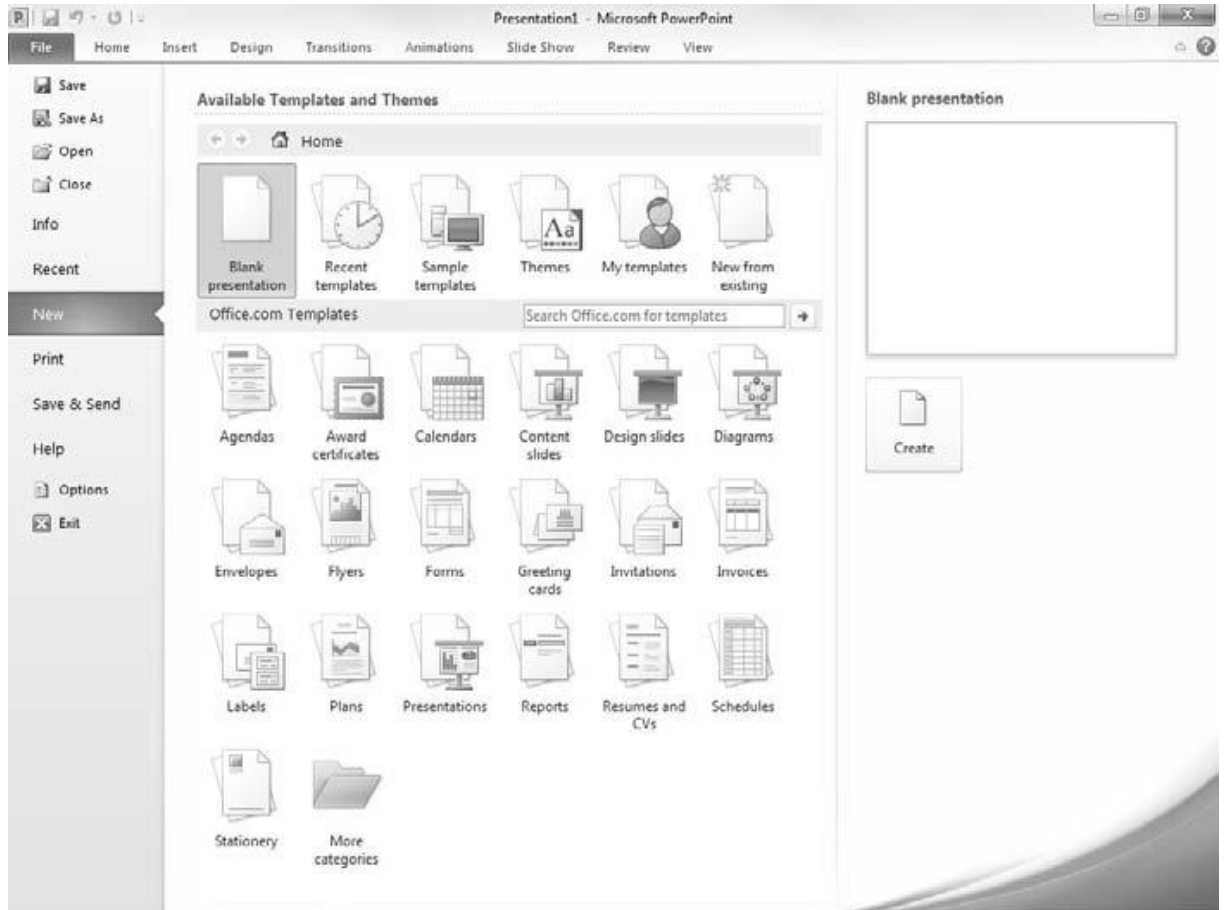 Presentation1 - Microsoft PowerPoint
File Home Insert Design Transitions Animations Slide Show Review View
Save
Save As
Open
Close
Info
Recent
New
Print
Save & Send
Help
Options
Exit
Available Templates and Themes
Home
Blank presentation
Recent templates
Sample templates
Themes
My templates
New from existing
Office.com Templates
Search Office.com for templates
Agendas
Award certificates
Calendars
Content slides
Design slides
Diagrams
Envelopes
Flyers
Forms
Greeting cards
Invitations
Invoices
Labels
Plans
Presentations
Reports
Resumes and CVs
Schedules
Stationery
More categories
Blank presentation
Create